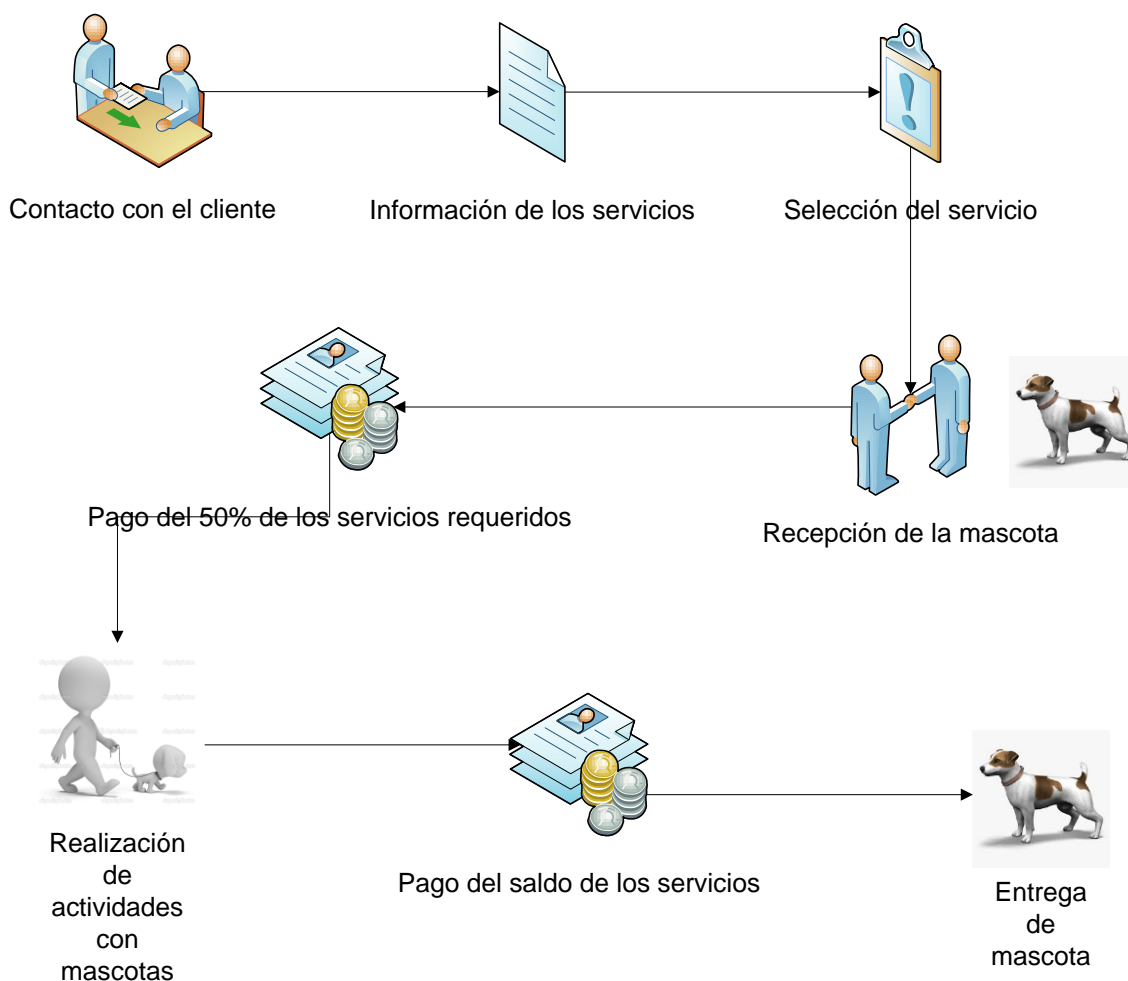 Contacto con el cliente
Información de los servicios
Selección del servicio
Pago del 50% de los servicios requeridos
Recepción de la mascota
Realización
de
actividades
con
mascotas
Pago del saldo de los servicios
Entrega
de
mascota